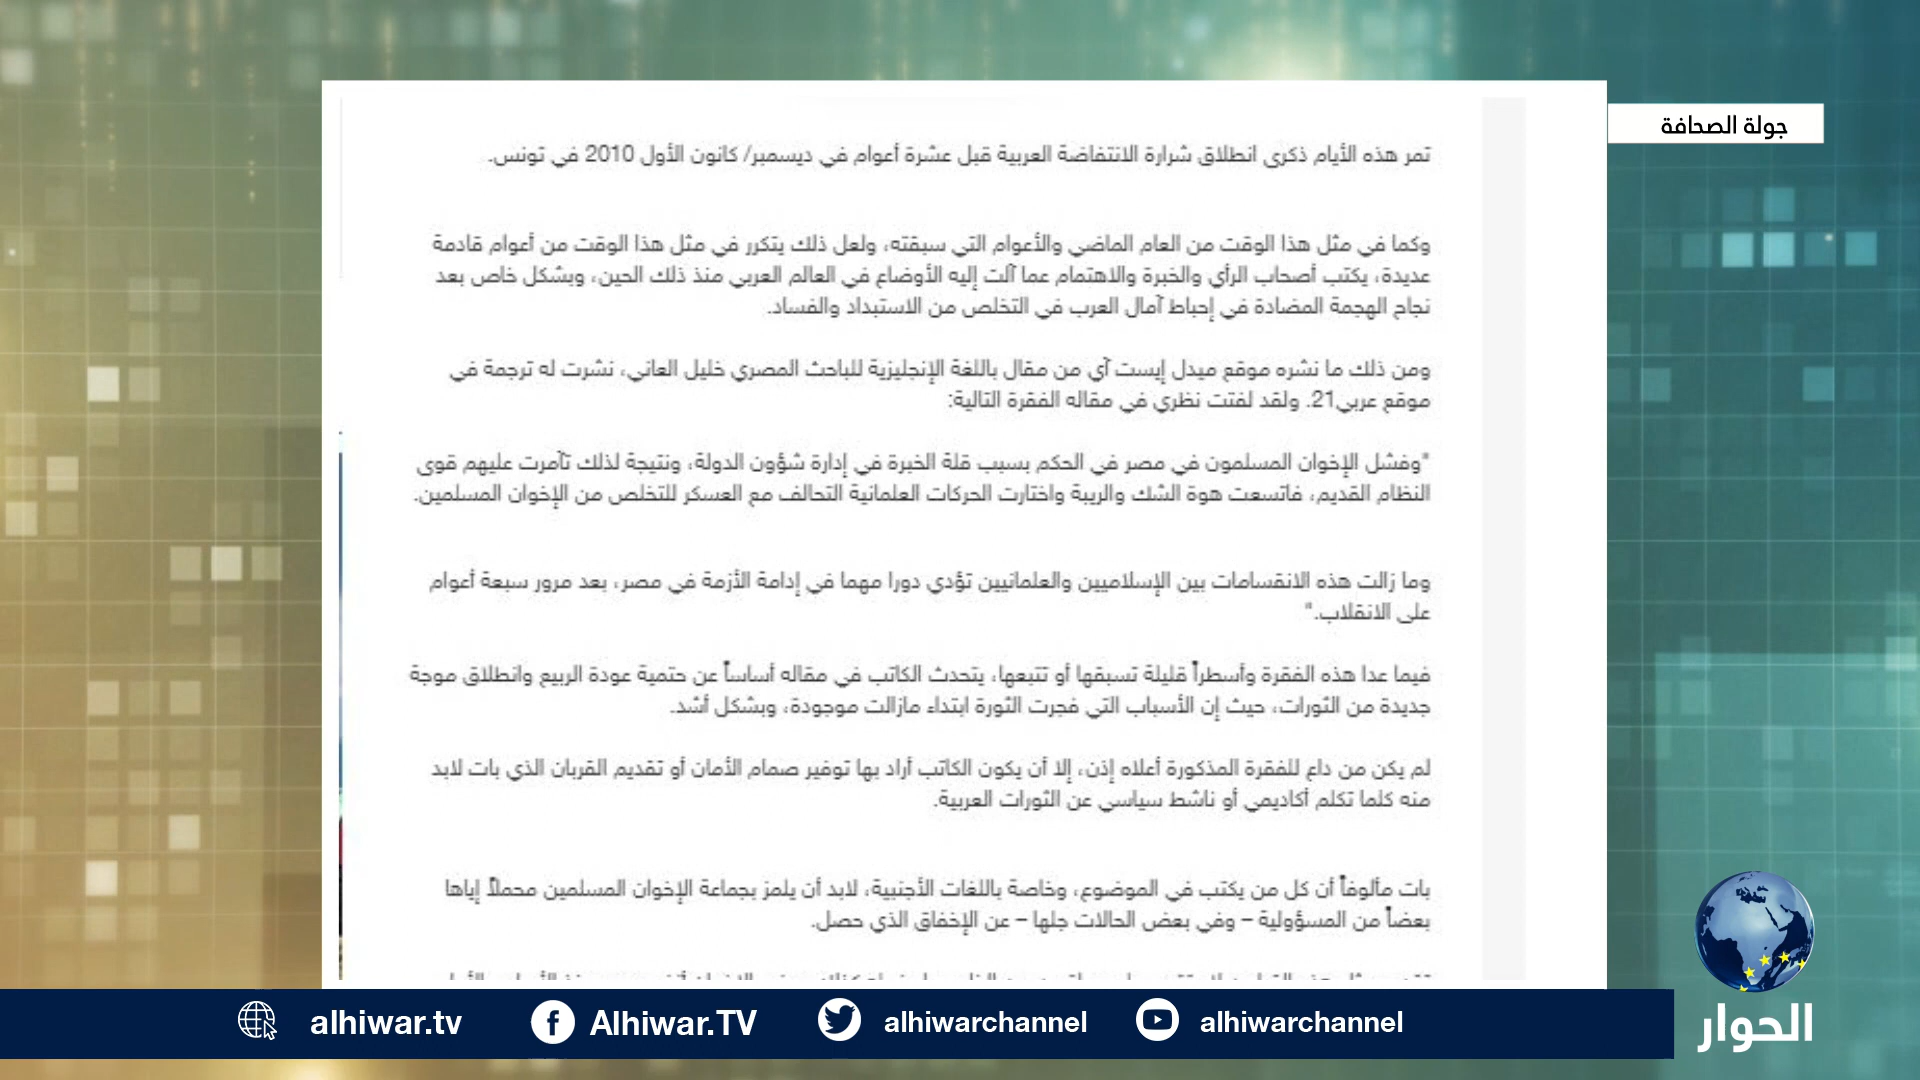 جولة الصحافة
تمر هذه الأيام ذكرى انطلاق شرارة الانتفاضة العربية قبل عشرة أعوام في ديسمبر/ كانون الأول 2010 في تونس.
وكما في مثل هذا الوقت من العام الماضي والأعوام التي سبقته، ولعل ذلك يتكرر في مثل هذا الوقت من أعوام قادمة
عديدة، يكتب أصحاب الرأي والخبرة والاهتمام عما آلت إليه الأوضاع في العالم العربي منذ ذلك الحين، وبشكل خاص بعد
نجاح الهجمة المضادة في إحباط آمال العرب في التخلص من الاستبداد والفساد.
ومن ذلك ما نشره موقع ميدل إيست آي من مقال باللغة الإنجليزية للباحث المصري خليل العاني، نشرت له ترجمة في
موقع عربي21. ولقد لفتت نظري في مقاله الفقرة التالية:
"وفشل الإخوان المسلمون في مصر في الحكم بسبب قلة الخبرة في إدارة شؤون الدولة، ونتيجة لذلك تآمرت عليهم قوى
النظام القديم، فاتسعت هوة الشك والريبة واختارت الحركات العلمانية التحالف مع العسكر للتخلص من الإخوان المسلمين.
وما زالت هذه الانقسامات بين الإسلاميين والعلمانيين تؤدي دورا مهما في إدامة الأزمة في مصر، بعد مرور سبعة أعوام
على الانقلاب."
فيما عدا هذه الفقرة وأسطراً قليلة تسبقها أو تتبعها، يتحدث الكاتب في مقاله أساساً عن حتمية عودة الربيع وانطلاق موجة
جديدة من الثورات، حيث إن الأسباب التي فجرت الثورة ابتداء مازالت موجودة، وبشكل أشد.
لم يكن من داع للفقرة المذكورة أعلاه إذن، إلا أن يكون الكاتب أراد بها توفير صمام الأمان أو تقديم القربان الذي بات لابد
منه كلما تكلم أكاديمي أو ناشط سياسي عن الثورات العربية.
بات مألوفاً أن كل من يكتب في الموضوع، وخاصة باللغات الأجنبية، لابد أن يلمز بجماعة الإخوان المسلمين محملاً إياها
بعضاً من المسؤولية – وفي بعض الحالات جلها – عن الإخفاق الذي حصل.
alhiwar.tv Alhiwar.TV alhiwarchannel alhiwarchannel
الحوار